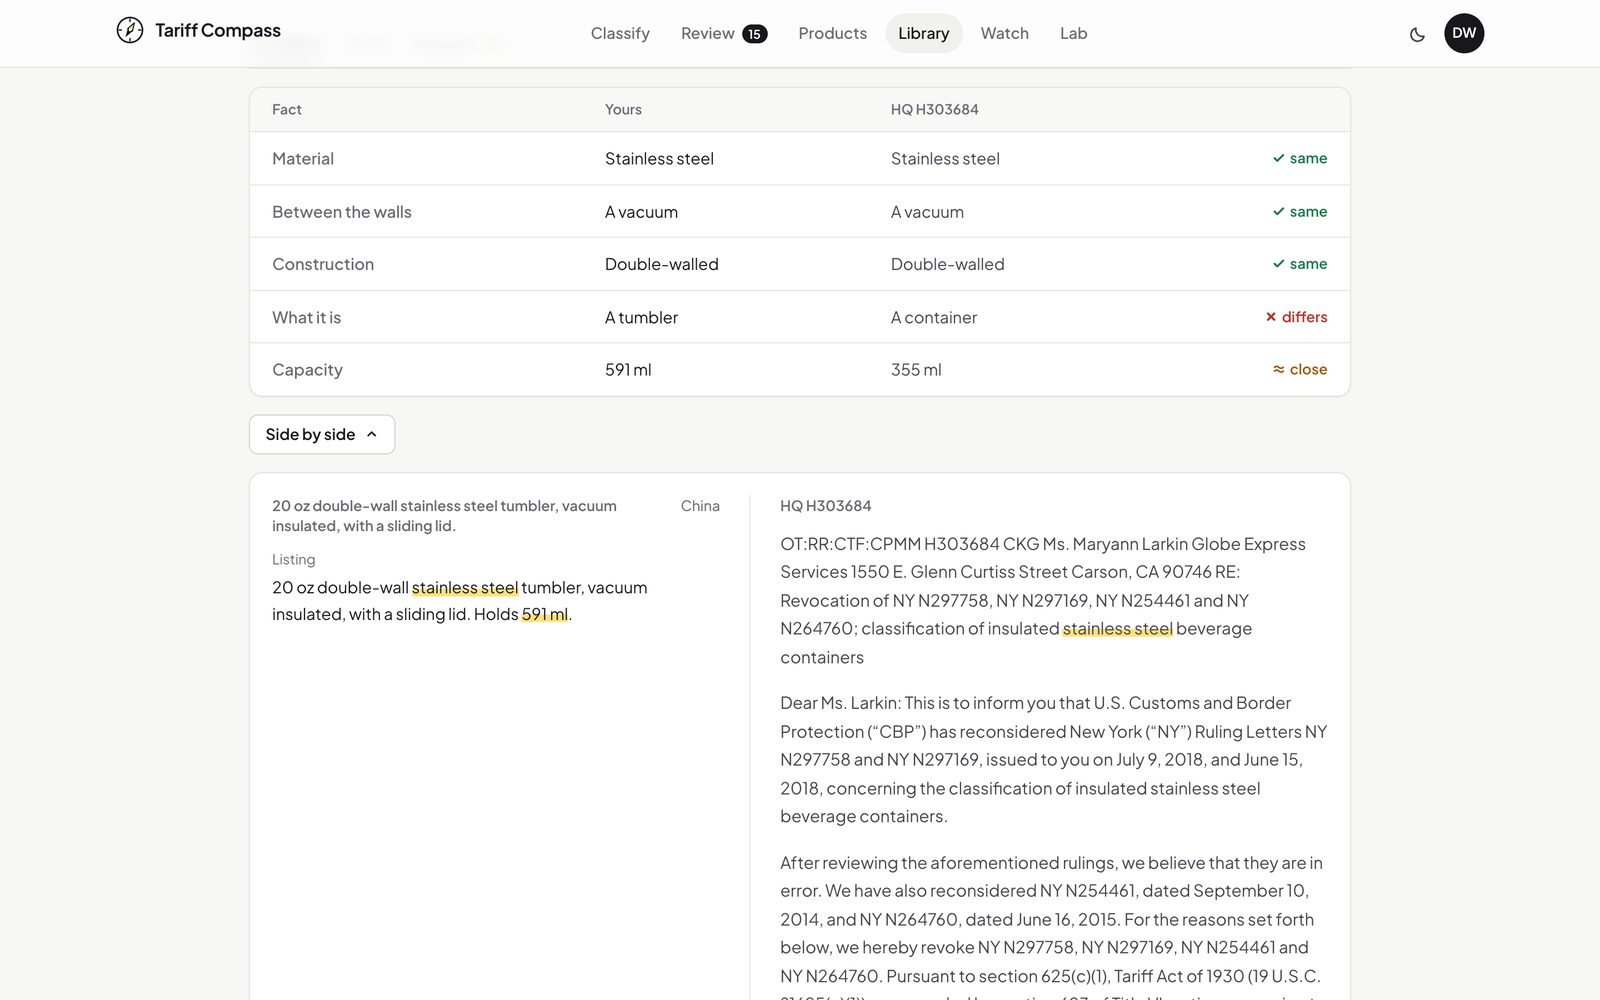 Tariff Compass
Classify Review 15 Products Library Watch Lab
DW
Fact Yours HQ H303684
Material Stainless steel Stainless steel ✓ same
Between the walls A vacuum A vacuum ✓ same
Construction Double-walled Double-walled ✓ same
What it is A tumbler A container × differs
Capacity 591 ml 355 ml ≈ close
Side by side
20 oz double-wall stainless steel tumbler, vacuum
insulated, with a sliding lid.
China
Listing
20 oz double-wall stainless steel tumbler, vacuum
insulated, with a sliding lid. Holds 591 ml.
HQ H303684
OT:RR:CTF:CPMM H303684 CKG Ms. Maryann Larkin Globe Express
Services 1550 E. Glenn Curtiss Street Carson, CA 90746 RE:
Revocation of NY N297758, NY N297169, NY N254461 and NY
N264760; classification of insulated stainless steel beverage
containers
Dear Ms. Larkin: This is to inform you that U.S. Customs and Border
Protection (“CBP”) has reconsidered New York (“NY”) Ruling Letters NY
N297758 and NY N297169, issued to you on July 9, 2018, and June 15,
2018, concerning the classification of insulated stainless steel
beverage containers.
After reviewing the aforementioned rulings, we believe that they are in
error. We have also reconsidered NY N254461, dated September 10,
2014, and NY N264760, dated June 16, 2015. For the reasons set forth
below, we hereby revoke NY N297758, NY N297169, NY N254461 and
NY N264760. Pursuant to section 625(c)(1), Tariff Act of 1930 (19 U.S.C.